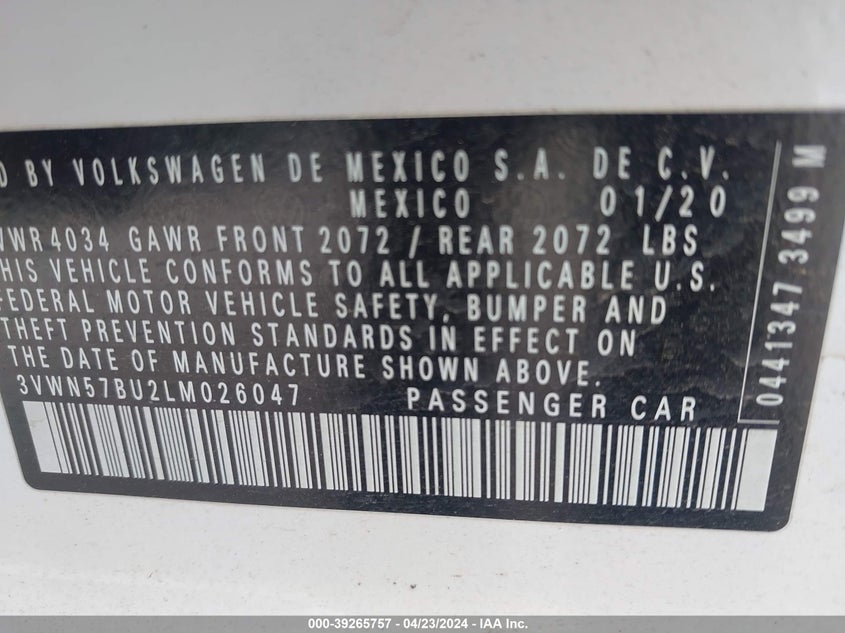 D BY VOLKSWAGEN DE MEXICO S.A. DE C.V.
MEXICO 01/20
VWR4034 GAWR FRONT 2072 / REAR 2072 LBS
THIS VEHICLE CONFORMS TO ALL APPLICABLE U.S.
FEDERAL MOTOR VEHICLE SAFETY, BUMPER AND
THEFT PREVENTION STANDARDS IN EFFECT ON
THE DATE OF MANUFACTURE SHOWN ABOVE.
3VWN57BU2LM026047 PASSENGER CAR
0441347 3499 M
000-39265757 - 04/23/2024 - IAA Inc.